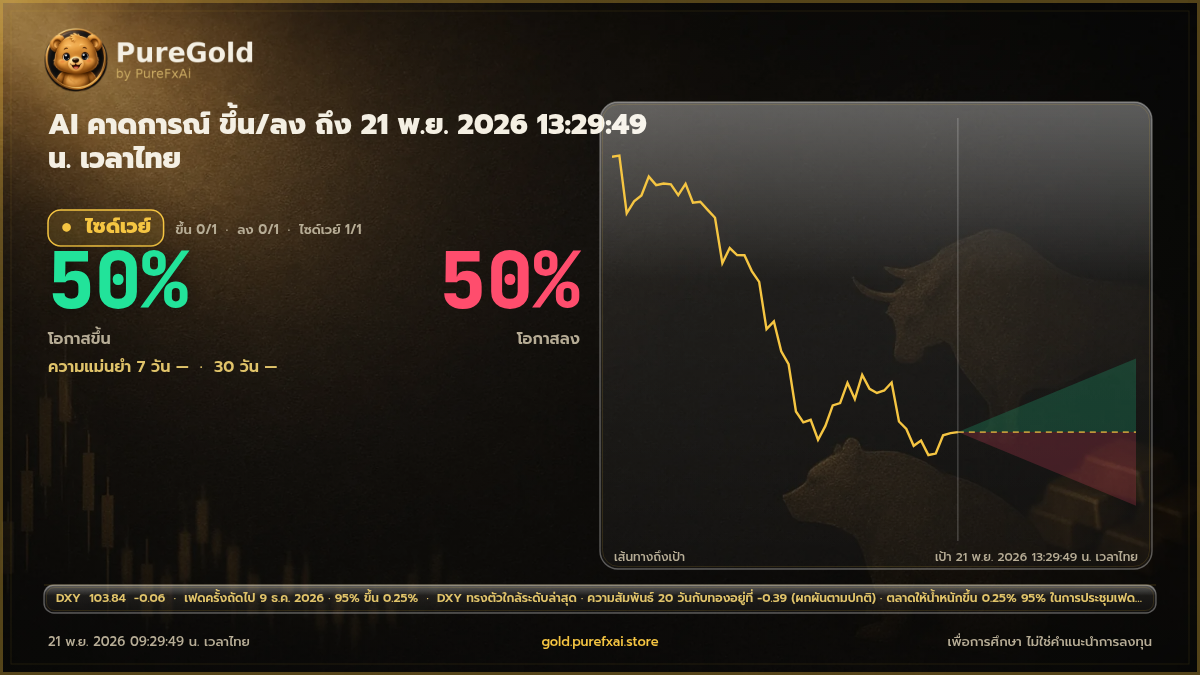 PureGold
by PureFxAi
AI คาดการณ์ ขึ้น/ลง ถึง 21 พ.ย. 2026 13:29:49
น. เวลาไทย
ไซด์เวย์
ขึ้น 0/1 · ลง 0/1 · ไซด์เวย์ 1/1
50%
50%
โอกาสขึ้น
โอกาสลง
ความแม่นยำ 7 วัน — · 30 วัน —
เส้นทางถึงเป้า
เป้า 21 พ.ย. 2026 13:29:49 น. เวลาไทย
DXY 103.84 -0.06 · เฟดครั้งถัดไป 9 ธ.ค. 2026 · 95% ขึ้น 0.25% · DXY ทรงตัวใกล้ระดับล่าสุด · ความสัมพันธ์ 20 วันกับทองอยู่ที่ -0.39 (ผกผันตามปกติ) · ตลาดให้น้ำหนักขึ้น 0.25% 95% ในการประชุมเฟด…
21 พ.ย. 2026 09:29:49 น. เวลาไทย
gold.purefxai.store
เพื่อการศึกษา ไม่ใช่คำแนะนำการลงทุน